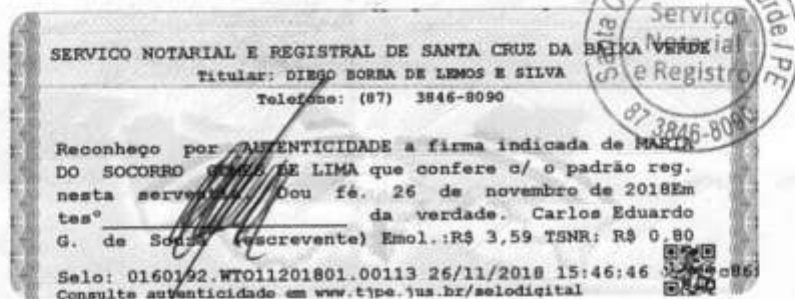 SERVICO NOTARIAL E REGISTRAL DE SANTA CRUZ DA BAIXA VERDE
Titular: DIEGO BORBA DE LEMOS E SILVA
Telefone: (87) 3846-8090
Reconheço por AUTENTICIDADE a firma indicada de MARIA
DO SOCORRO GOMES DE LIMA que confere c/ o padrão reg.
nesta serventia, Dou fé. 26 de novembro de 2018Em
tesº da verdade. Carlos Eduardo
G. de Souza (escrevente) Emol.:R$ 3,59 TSNR: R$ 0,80
Selo: 0160192.WTO11201801.00113 26/11/2018 15:46:46
Consulte autenticidade em www.tjpe.jus.br/selodigital
Serviço
Notarial
e Registro
87 3846-8090